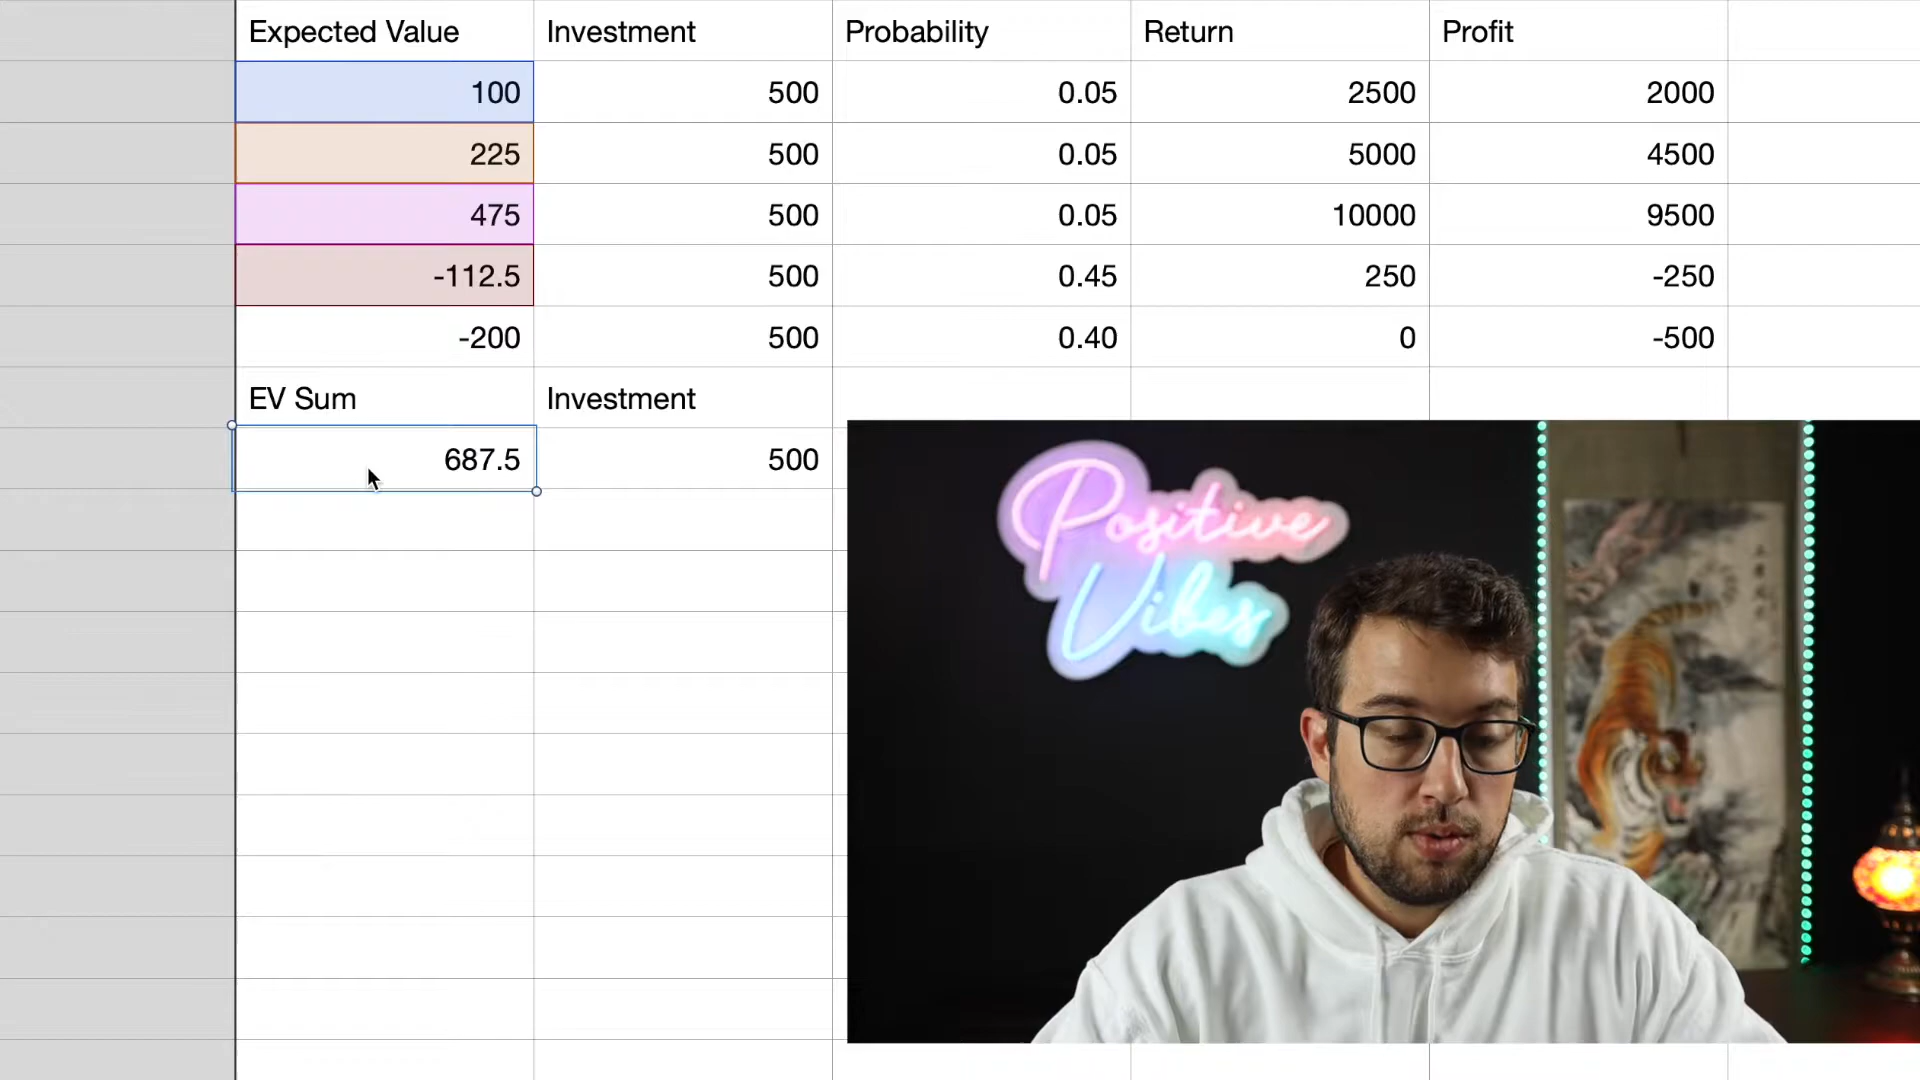 Expected Value Investment Probability Return Profit
100 500 0.05 2500 2000
225 500 0.05 5000 4500
475 500 0.05 10000 9500
-112.5 500 0.45 250 -250
-200 500 0.40 0 -500
EV Sum Investment
687.5 500
Positive
Vibes